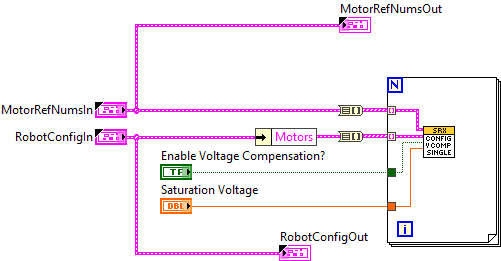 MotorRefNumsOut
N
MotorRefNumsIn
SRX
CONFIG
VCOMP
SINGLE
RobotConfigIn
Motors
Enable Voltage Compensation?
TF
Saturation Voltage
DBL
i
RobotConfigOut